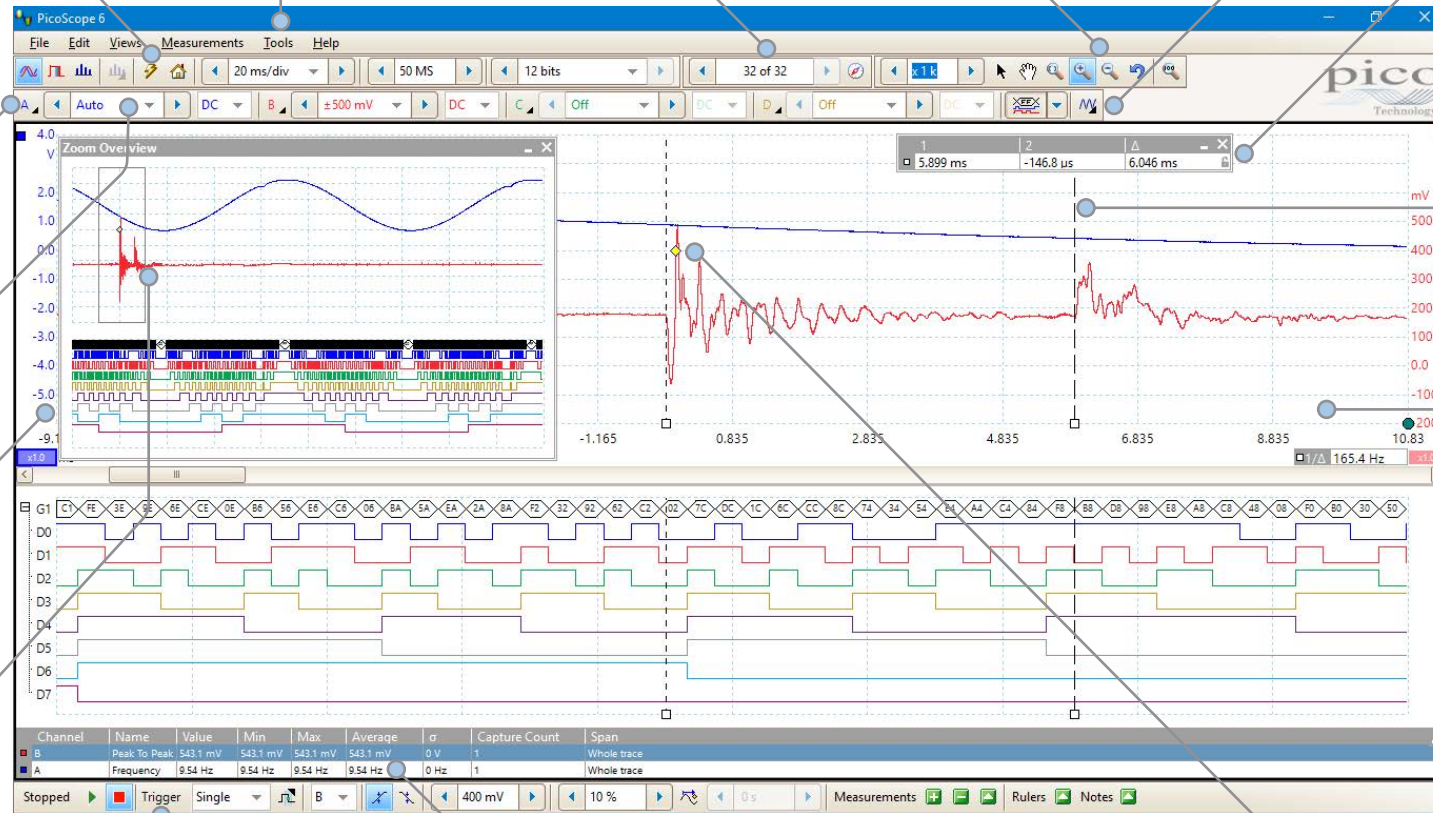 PicoScope 6
File Edit Views Measurements Tools Help
20 ms/div 50 MS 12 bits 32 of 32 x 1 k
A Auto DC B ±500 mV DC C Off DC D Off DC
pico
Technology
4.0
V
2.0
1.0
0.0
-1.0
-2.0
-3.0
-4.0
-5.0
Zoom Overview
1 2 Δ
5.899 ms -146.8 µs 6.046 ms
mV
500
400
300
200
100
0.0
-100
200
-9.1 -1.165 0.835 2.835 4.835 6.835 8.835 10.83
x1.0 1/Δ 165.4 Hz x1.0
G1 C1 FE 3E 9E 6E CE 0E B6 56 E6 C6 06 BA 5A EA 2A 8A F2 32 92 62 C2 02 7C DC 1C 6C CC 8C 74 34 54 A4 C4 84 F8 B8 D8 98 E8 A8 C8 48 08 F0 B0 30 50
D0
D1
D2
D3
D4
D5
D6
D7
Channel Name Value Min Max Average σ Capture Count Span
B Peak To Peak 543.1 mV 543.1 mV 543.1 mV 543.1 mV 0 V 1 Whole trace
A Frequency 9.54 Hz 9.54 Hz 9.54 Hz 9.54 Hz 0 Hz 1 Whole trace
Stopped Trigger Single B 400 mV 10 % 0 s Measurements Rulers Notes